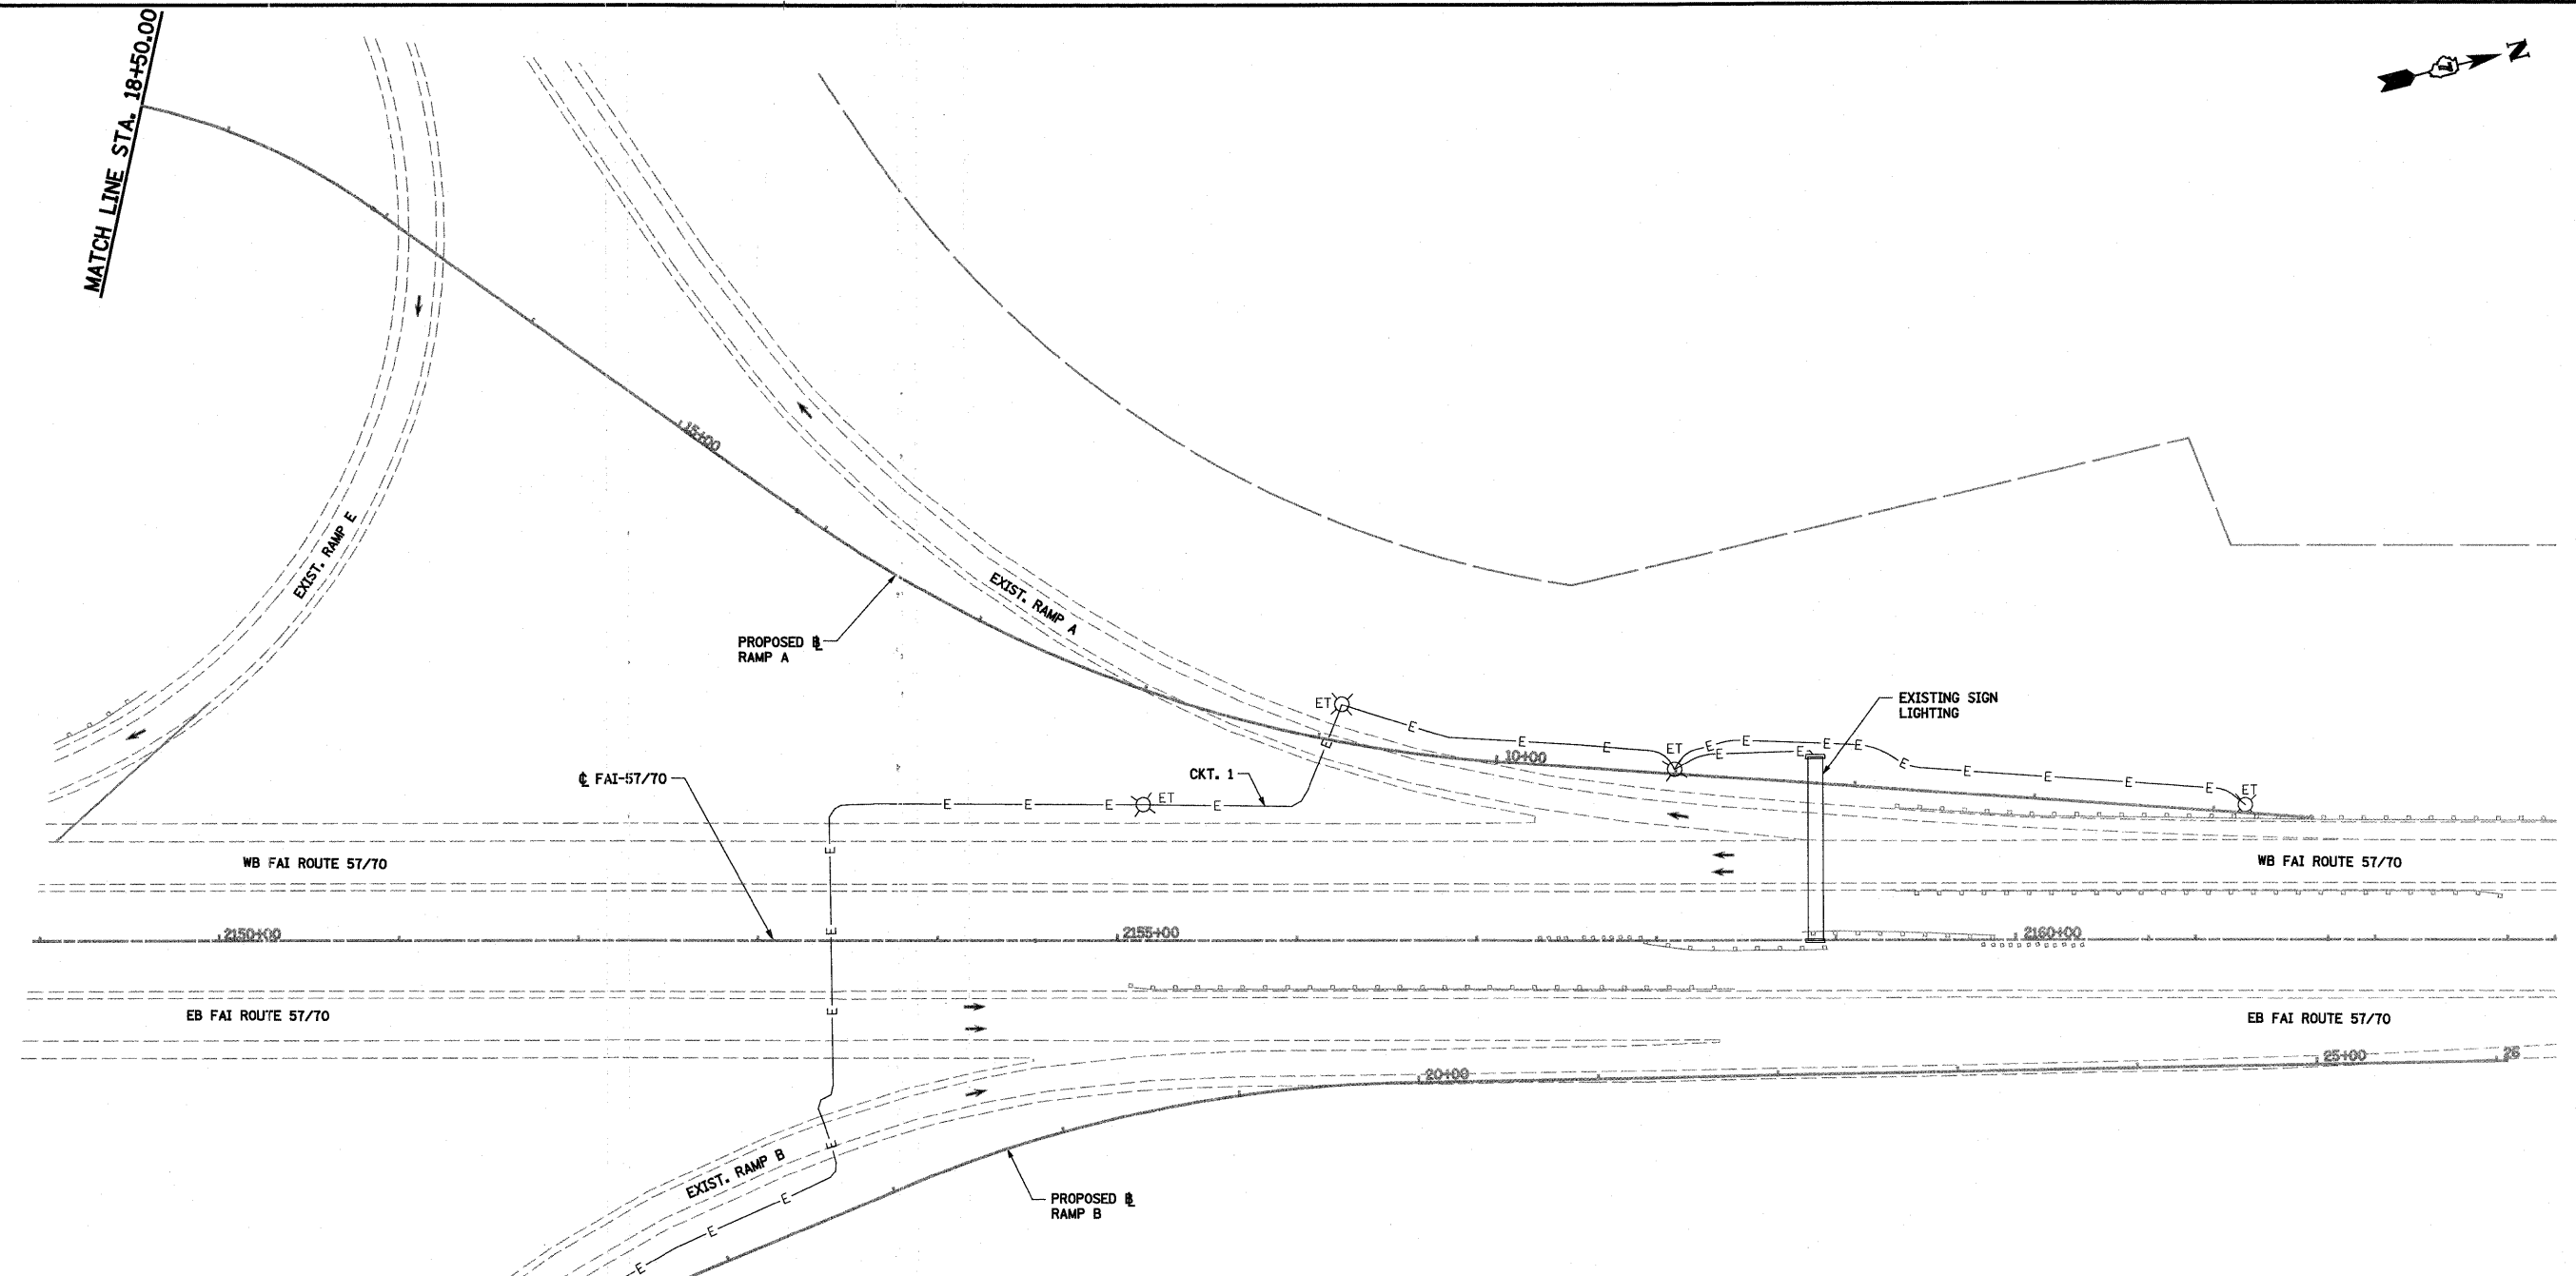 MATCH LINE STA. 18+50.00
N
15+00
EXIST. RAMP E
EXIST. RAMP A
PROPOSED ℄
RAMP A
EXISTING SIGN
LIGHTING
ET
E
E
E
E
ET
E
E
E
E
E
E
E
E
E
E
E
ET
10+00
℄ FAI-57/70
CKT. 1
E
E
E
ET
E
E
WB FAI ROUTE 57/70
WB FAI ROUTE 57/70
2150+00
E
2155+00
2160+00
E
EB FAI ROUTE 57/70
EB FAI ROUTE 57/70
20+00
25+00
26
E
EXIST. RAMP B
E
E
E
PROPOSED ℄
RAMP B